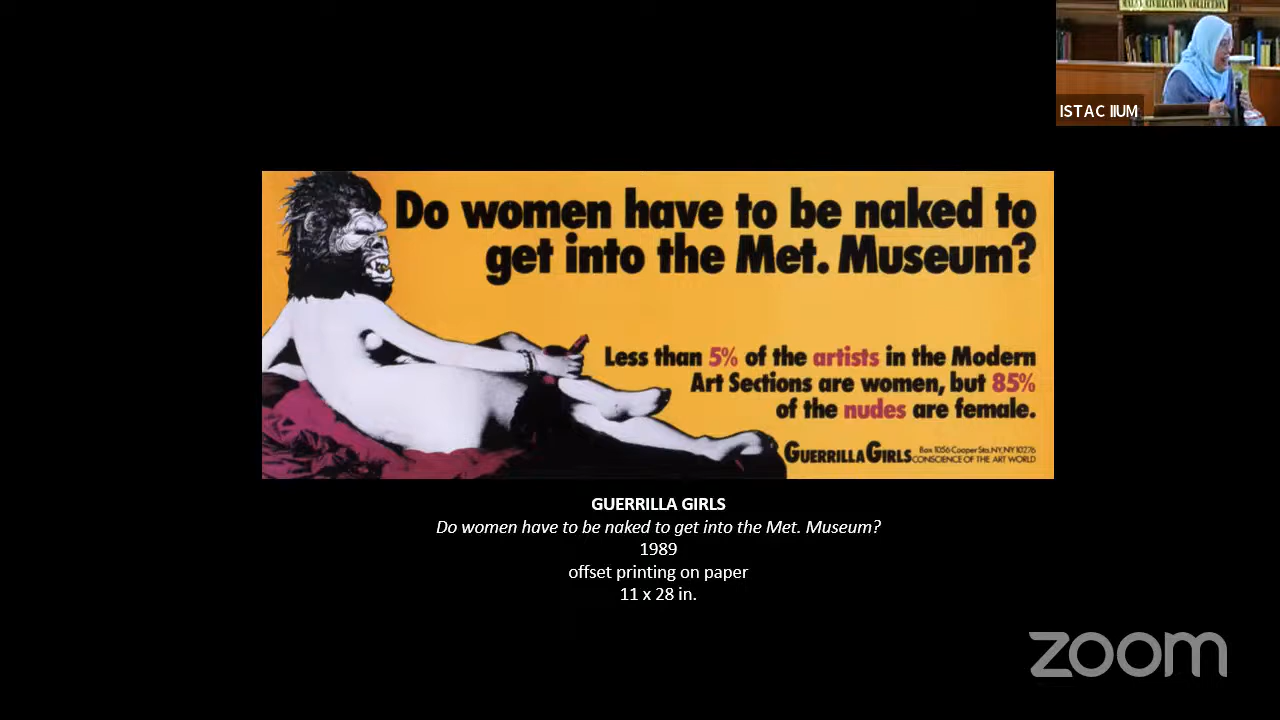 MALAY CIVILIZATION COLLECTION
ISTAC IIUM
Do women have to be naked to
get into the Met. Museum?
Less than 5% of the artists in the Modern
Art Sections are women, but 85%
of the nudes are female.
GUERRILLA GIRLS Box 1056 Cooper Sta. NY, NY 10276
CONSCIENCE OF THE ART WORLD
GUERRILLA GIRLS
Do women have to be naked to get into the Met. Museum?
1989
offset printing on paper
11 x 28 in.
zoom